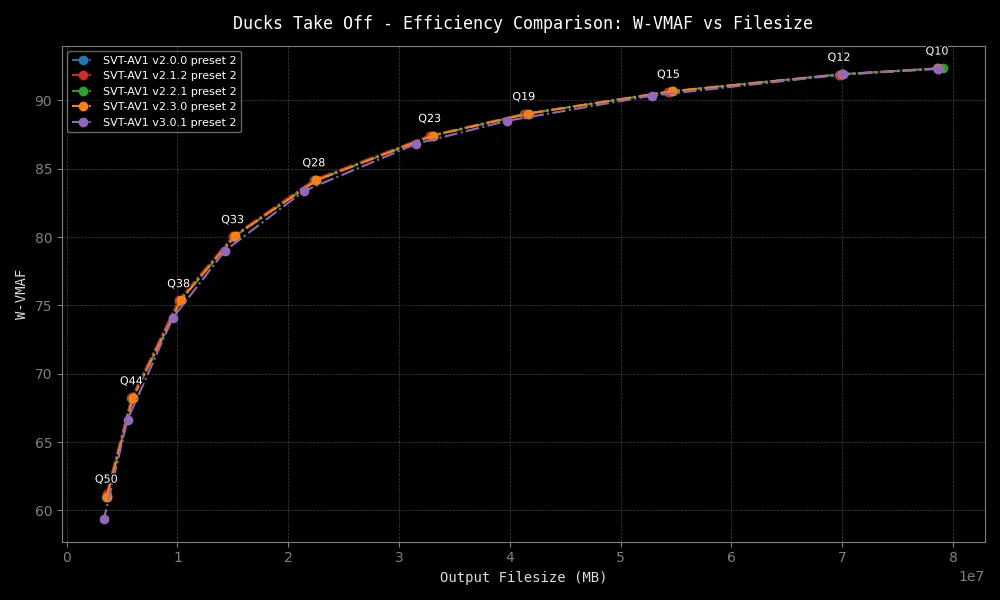 Ducks Take Off - Efficiency Comparison: W-VMAF vs Filesize
SVT-AV1 v2.0.0 preset 2
SVT-AV1 v2.1.2 preset 2
SVT-AV1 v2.2.1 preset 2
SVT-AV1 v2.3.0 preset 2
SVT-AV1 v3.0.1 preset 2
Q10
Q12
Q15
Q19
Q23
Q28
Q33
Q38
Q44
Q50
W-VMAF
90
85
80
75
70
65
60
0 1 2 3 4 5 6 7 8
1e7
Output Filesize (MB)